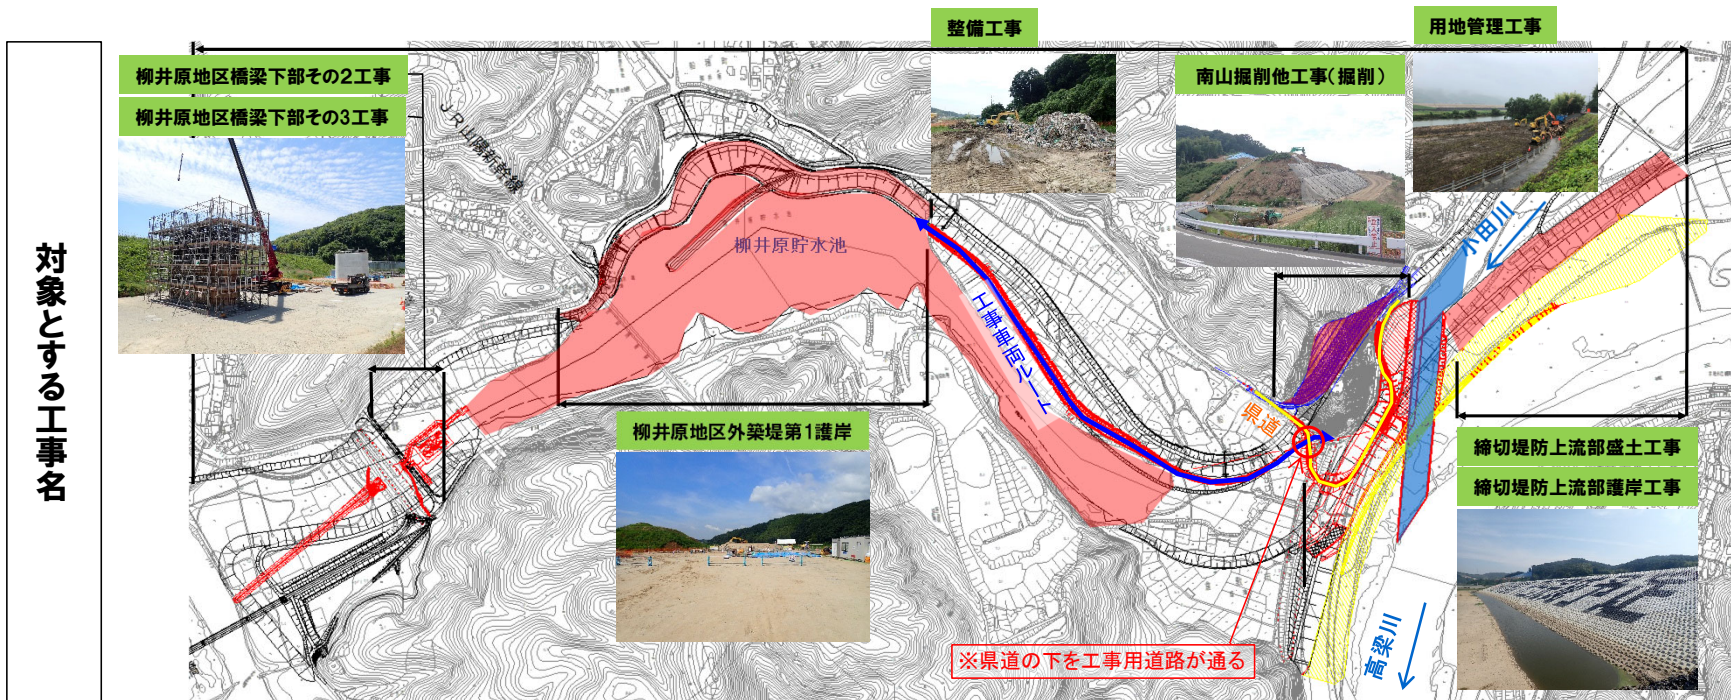 対象とする工事名
整備工事
用地管理工事
柳井原地区橋梁下部その2工事
柳井原地区橋梁下部その3工事
南山掘削他工事(掘削)
JR山陽新幹線
柳井原貯水池
小田川
工事車両ルート
県道
柳井原地区外築堤第1護岸
締切堤防上流部盛土工事
締切堤防上流部護岸工事
※県道の下を工事用道路が通る
高梁川